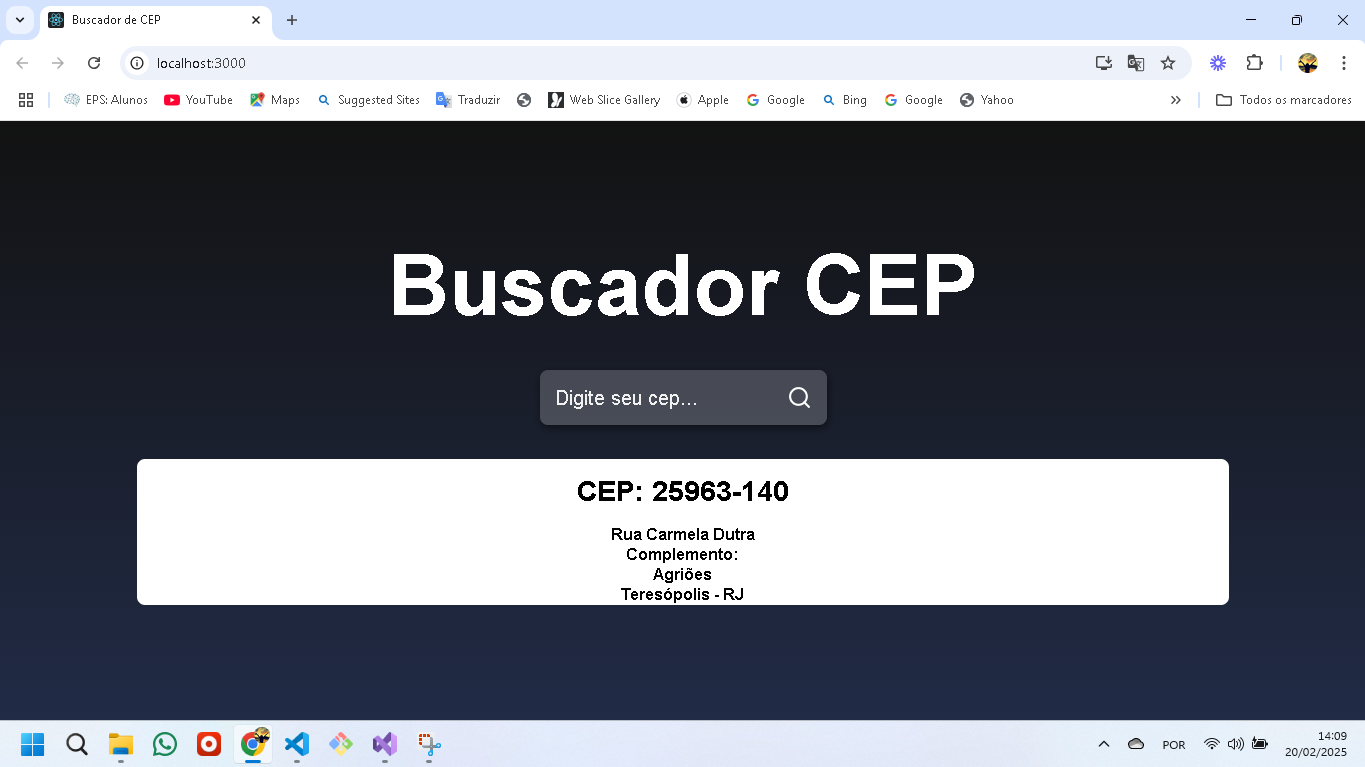 Buscador de CEP
localhost:3000
EPS: Alunos YouTube Maps Suggested Sites Traduzir Web Slice Gallery Apple Google Bing Google Yahoo Todos os marcadores
Buscador CEP
Digite seu cep...
CEP: 25963-140
Rua Carmela Dutra
Complemento:
Agriões
Teresópolis - RJ
POR
14:09
20/02/2025